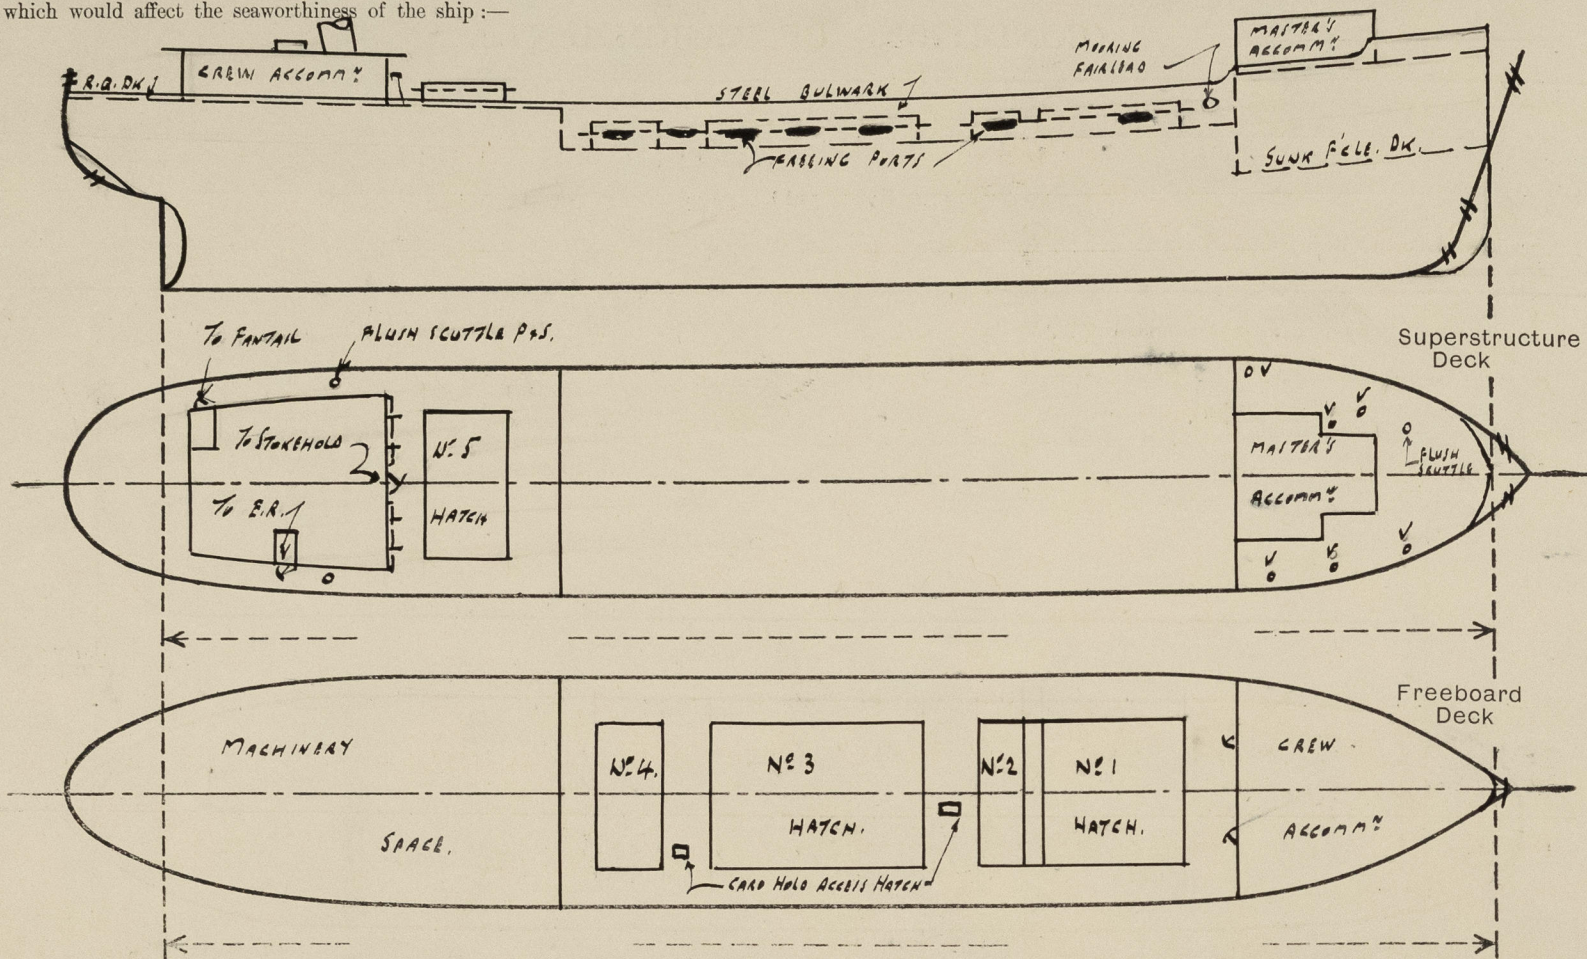 which would affect the seaworthiness of the ship :—
MASTER'S
ACCOMMN
MOORING
FAIRLEAD
CREW ACCOMMN
R.Q. DK
STEEL BULWARK
FREEING PORTS
SUNK F'CLE. DK.
TO FANTAIL
FLUSH SCUTTLE P&S.
Superstructure
Deck
TO STOKEHOLD
No 5
HATCH
TO E.R.
MASTER'S
ACCOMMN
FLUSH
SCUTTLE
Freeboard
Deck
MACHINERY
SPACE.
No 4.
No 3
HATCH.
No 2
No 1
HATCH.
CREW
ACCOMMN
CARO HOLD ACCESS HATCH